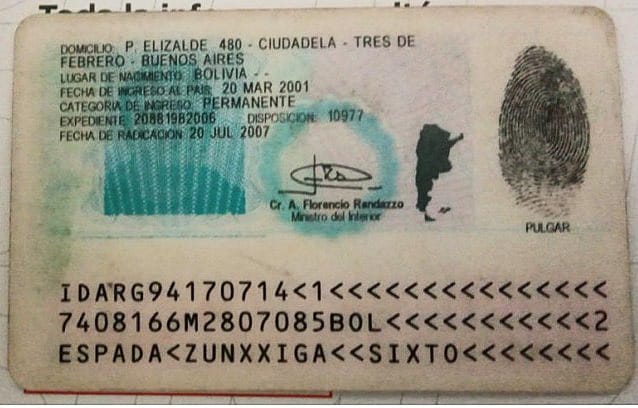 DOMICILIO: P. ELIZALDE 480 - CIUDADELA - TRES DE
FEBRERO - BUENOS AIRES
LUGAR DE NACIMIENTO: BOLIVIA - -
FECHA DE INGRESO AL PAIS: 20 MAR 2001
CATEGORIA DE INGRESO: PERMANENTE
EXPEDIENTE: 20881982006 DISPOSICION: 10977
FECHA DE RADICACION: 20 JUL 2007
Cr. A. Florencio Randazzo
Ministro del Interior
PULGAR
IDARG94170714<1<<<<<<<<<<<<<<<
7408166M2807085BOL<<<<<<<<<<<2
ESPADA<ZUNXXIGA<<SIXTO<<<<<<<<